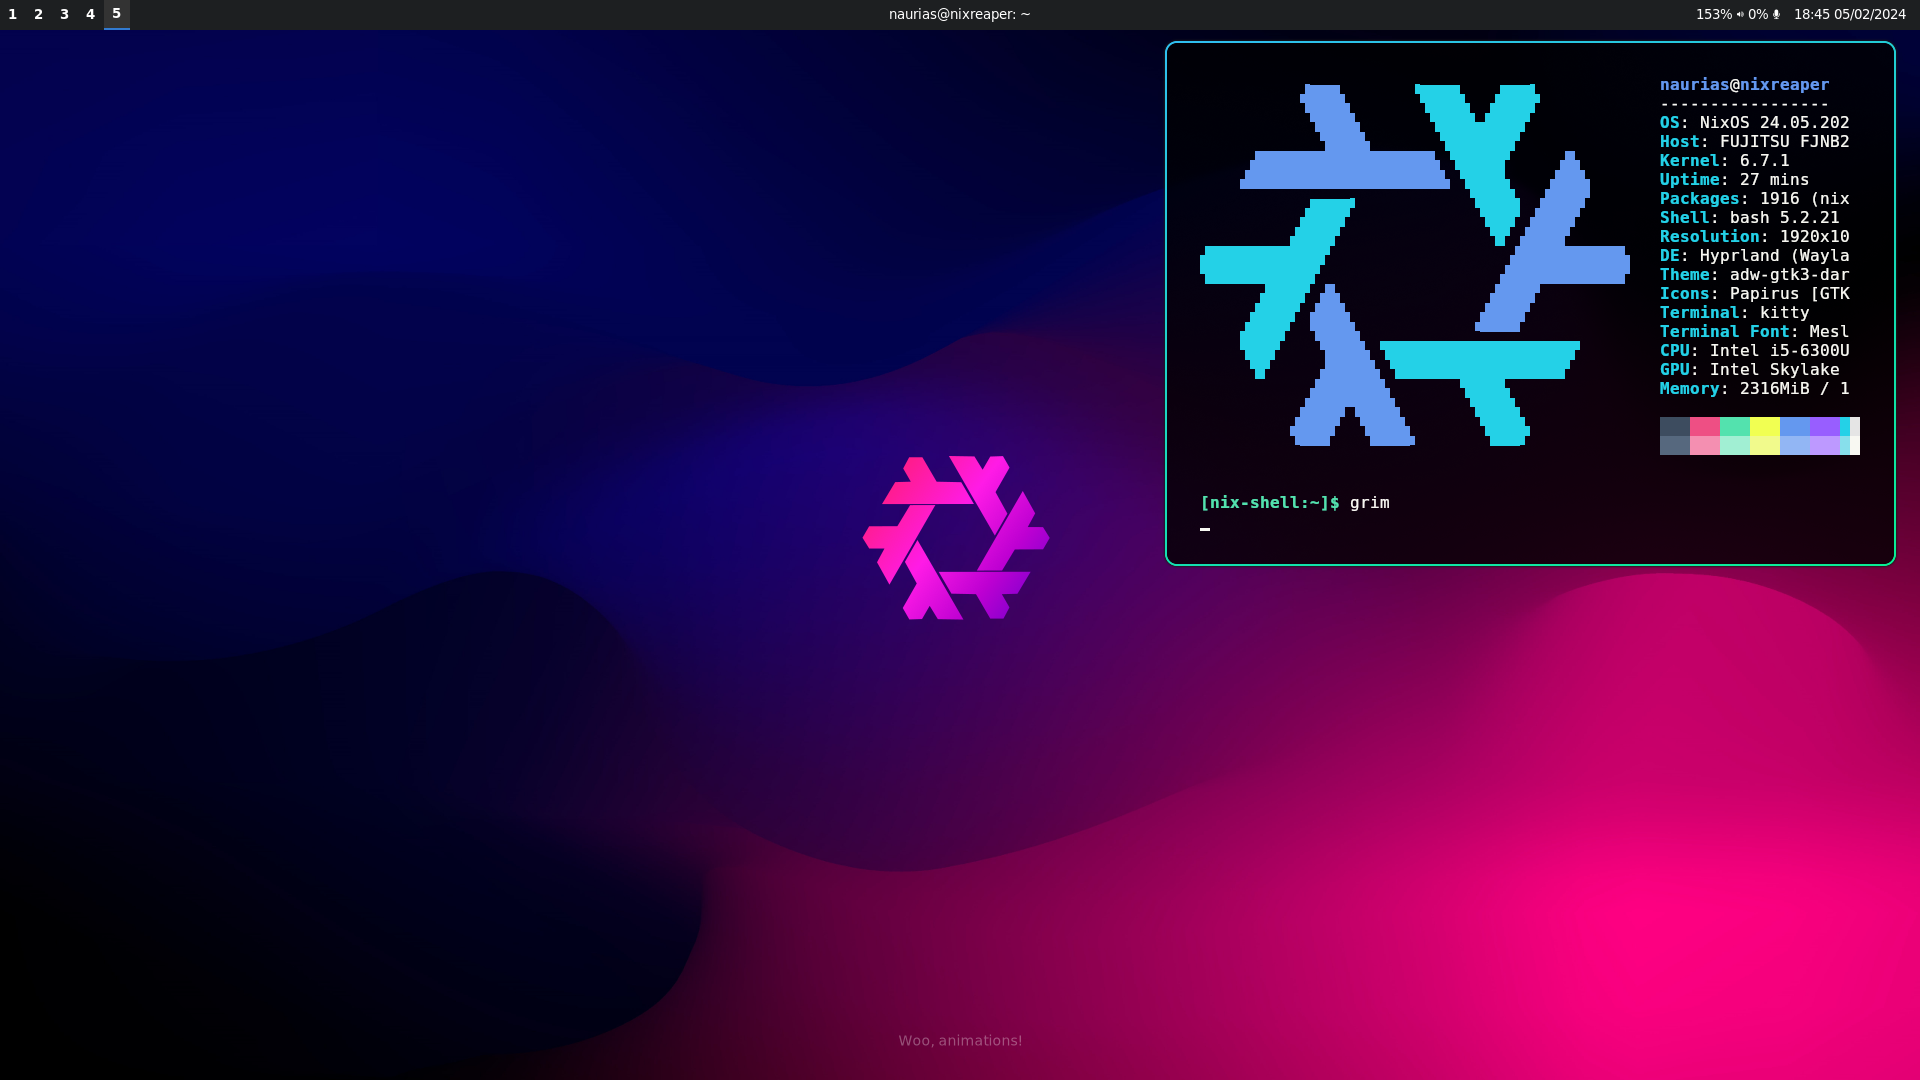 1 2 3 4 5
naurias@nixreaper: ~
153% 0% 18:45 05/02/2024
naurias@nixreaper
-----------------
OS: NixOS 24.05.202
Host: FUJITSU FJNB2
Kernel: 6.7.1
Uptime: 27 mins
Packages: 1916 (nix
Shell: bash 5.2.21
Resolution: 1920x10
DE: Hyprland (Wayla
Theme: adw-gtk3-dar
Icons: Papirus [GTK
Terminal: kitty
Terminal Font: Mesl
CPU: Intel i5-6300U
GPU: Intel Skylake
Memory: 2316MiB / 1
[nix-shell:~]$ grim
Woo, animations!